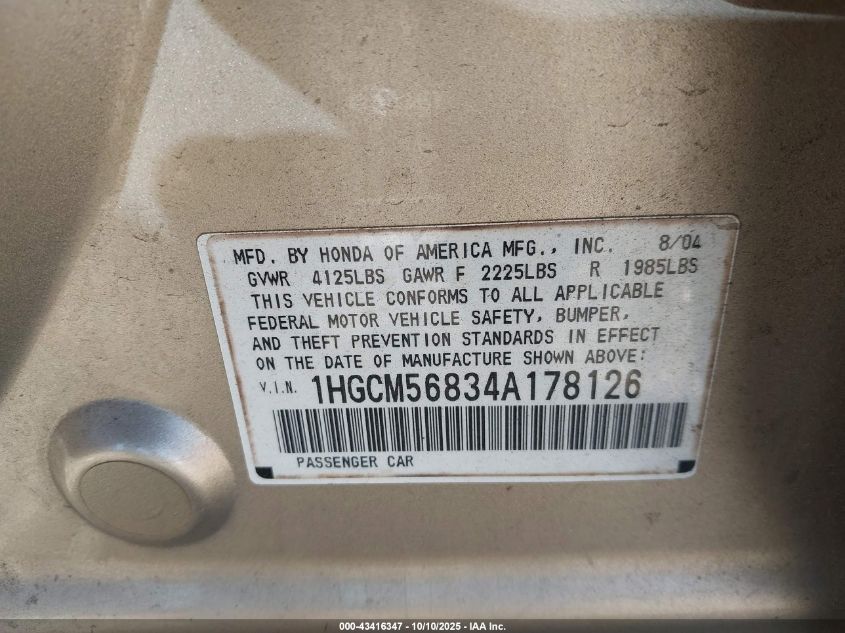 MFD. BY HONDA OF AMERICA MFG., INC. 8/04
GVWR 4125LBS GAWR F 2225LBS R 1985LBS
THIS VEHICLE CONFORMS TO ALL APPLICABLE
FEDERAL MOTOR VEHICLE SAFETY, BUMPER,
AND THEFT PREVENTION STANDARDS IN EFFECT
ON THE DATE OF MANUFACTURE SHOWN ABOVE:
V.I.N. 1HGCM56834A178126
PASSENGER CAR
000-43416347 - 10/10/2025 - IAA Inc.